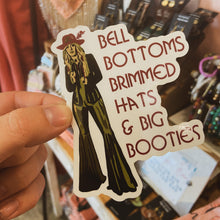 BELL
BOTTOMS
BRIMMED
HATS
& BIG
BOOTIES